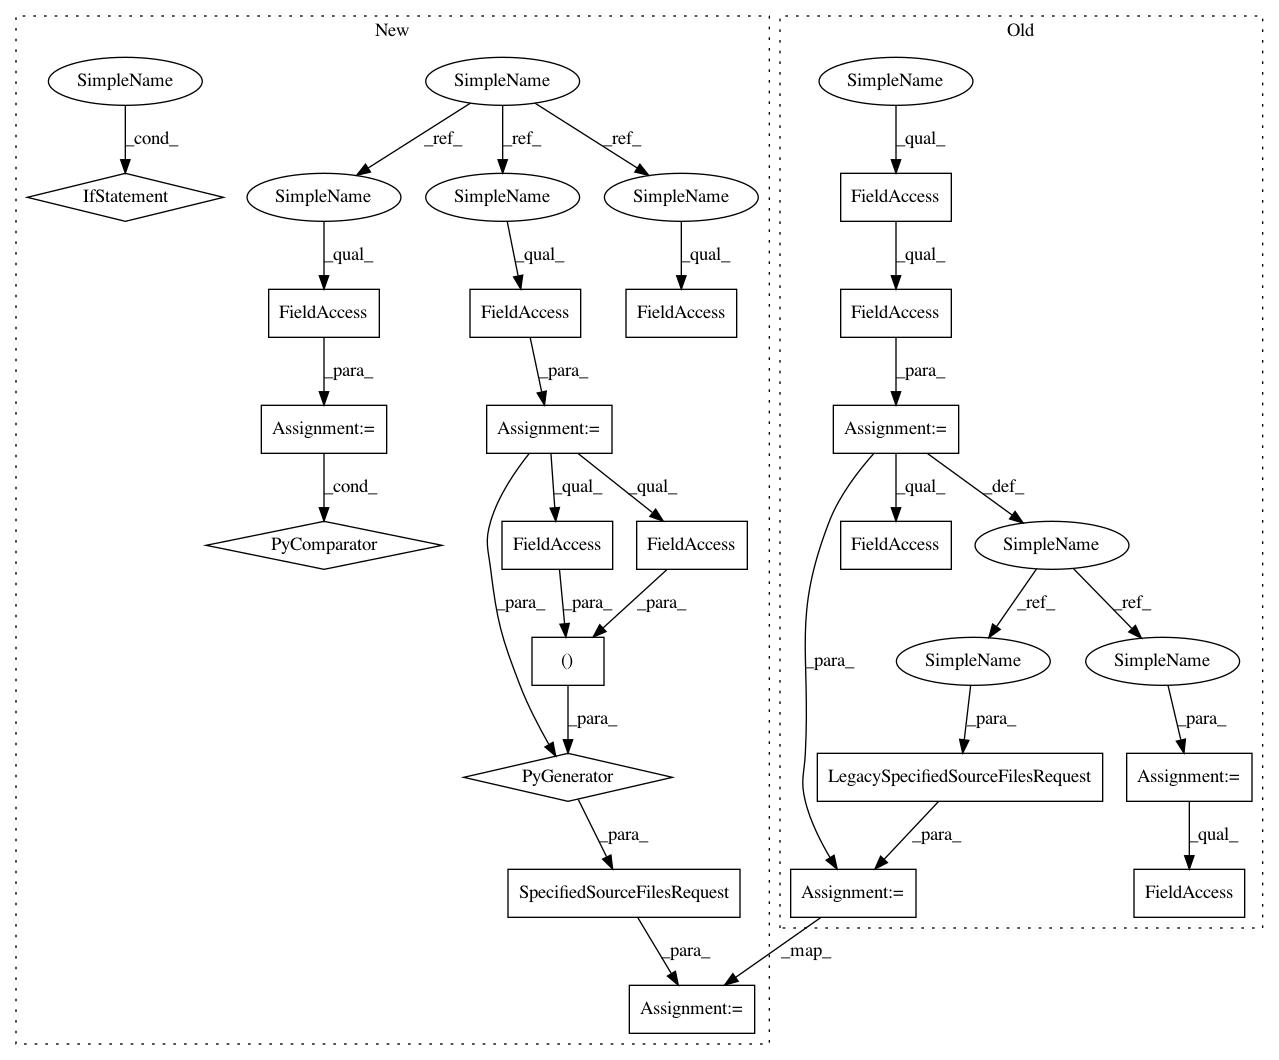 New
Old
SimpleName
SimpleName
SimpleName
_cond_
_ref_
_ref_
_ref_
_qual_
IfStatement
SimpleName
SimpleName
SimpleName
FieldAccess
_qual_
_qual_
_qual_
_qual_
FieldAccess
FieldAccess
FieldAccess
FieldAccess
_para_
_para_
_para_
Assignment:=
Assignment:=
Assignment:=
_cond_
_qual_
_qual_
_qual_
_def_
PyComparator
FieldAccess
FieldAccess
FieldAccess
SimpleName
_para_
_para_
_para_
_ref_
_ref_
()
SimpleName
SimpleName
_para_
_para_
_para_
_para_
PyGenerator
LegacySpecifiedSourceFilesRequest
Assignment:=
_para_
_para_
_qual_
SpecifiedSourceFilesRequest
Assignment:=
FieldAccess
_para_
_map_
Assignment:=